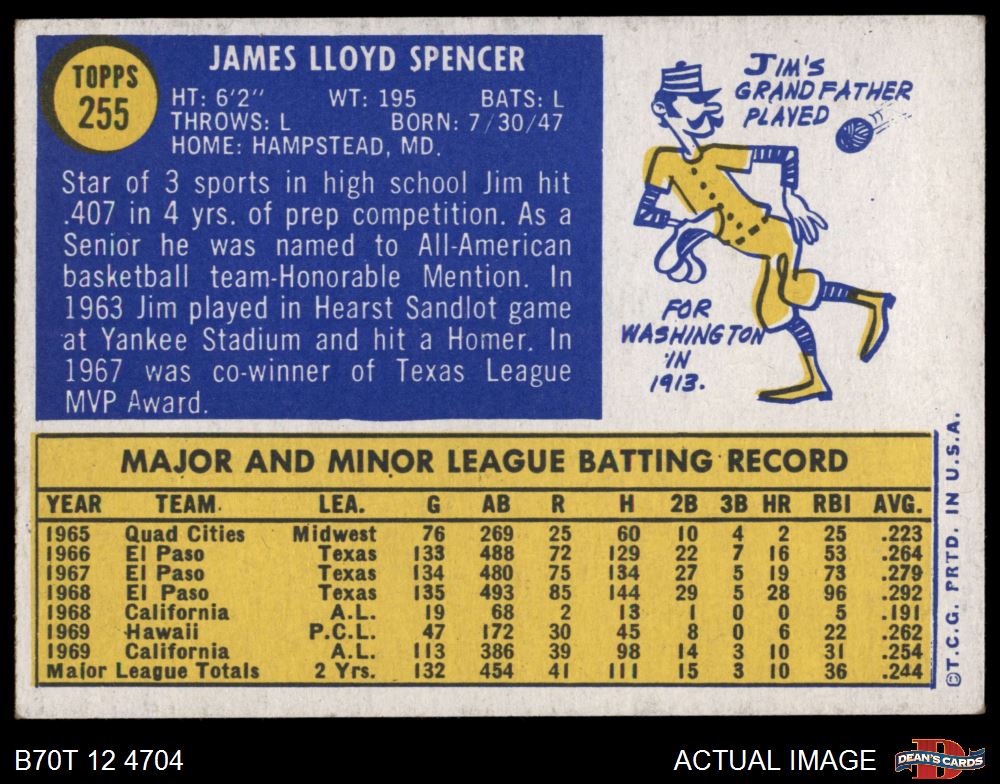 TOPPS
255
JAMES LLOYD SPENCER
HT: 6'2" WT: 195 BATS: L
THROWS: L BORN: 7/30/47
HOME: HAMPSTEAD, MD.
Star of 3 sports in high school Jim hit
.407 in 4 yrs. of prep competition. As a
Senior he was named to All-American
basketball team-Honorable Mention. In
1963 Jim played in Hearst Sandlot game
at Yankee Stadium and hit a Homer. In
1967 was co-winner of Texas League
MVP Award.
JIM'S
GRANDFATHER
PLAYED
FOR
WASHINGTON
IN
1913.
MAJOR AND MINOR LEAGUE BATTING RECORD
YEAR TEAM LEA. G AB R H 2B 3B HR RBI AVG.
1965 Quad Cities Midwest 76 269 25 60 10 4 2 25 .223
1966 El Paso Texas 133 488 72 129 22 7 16 53 .264
1967 El Paso Texas 134 480 75 134 27 5 19 73 .279
1968 El Paso Texas 135 493 85 144 29 5 28 96 .292
1968 California A.L. 19 68 2 13 1 0 0 5 .191
1969 Hawaii P.C.L. 47 172 30 45 8 0 6 22 .262
1969 California A.L. 113 386 39 98 14 3 10 31 .254
Major League Totals 2 Yrs. 132 454 41 111 15 3 10 36 .244
©T.C.G. PRTD. IN U.S.A.
B70T 12 4704
ACTUAL IMAGE
D
DEAN'S CARDS